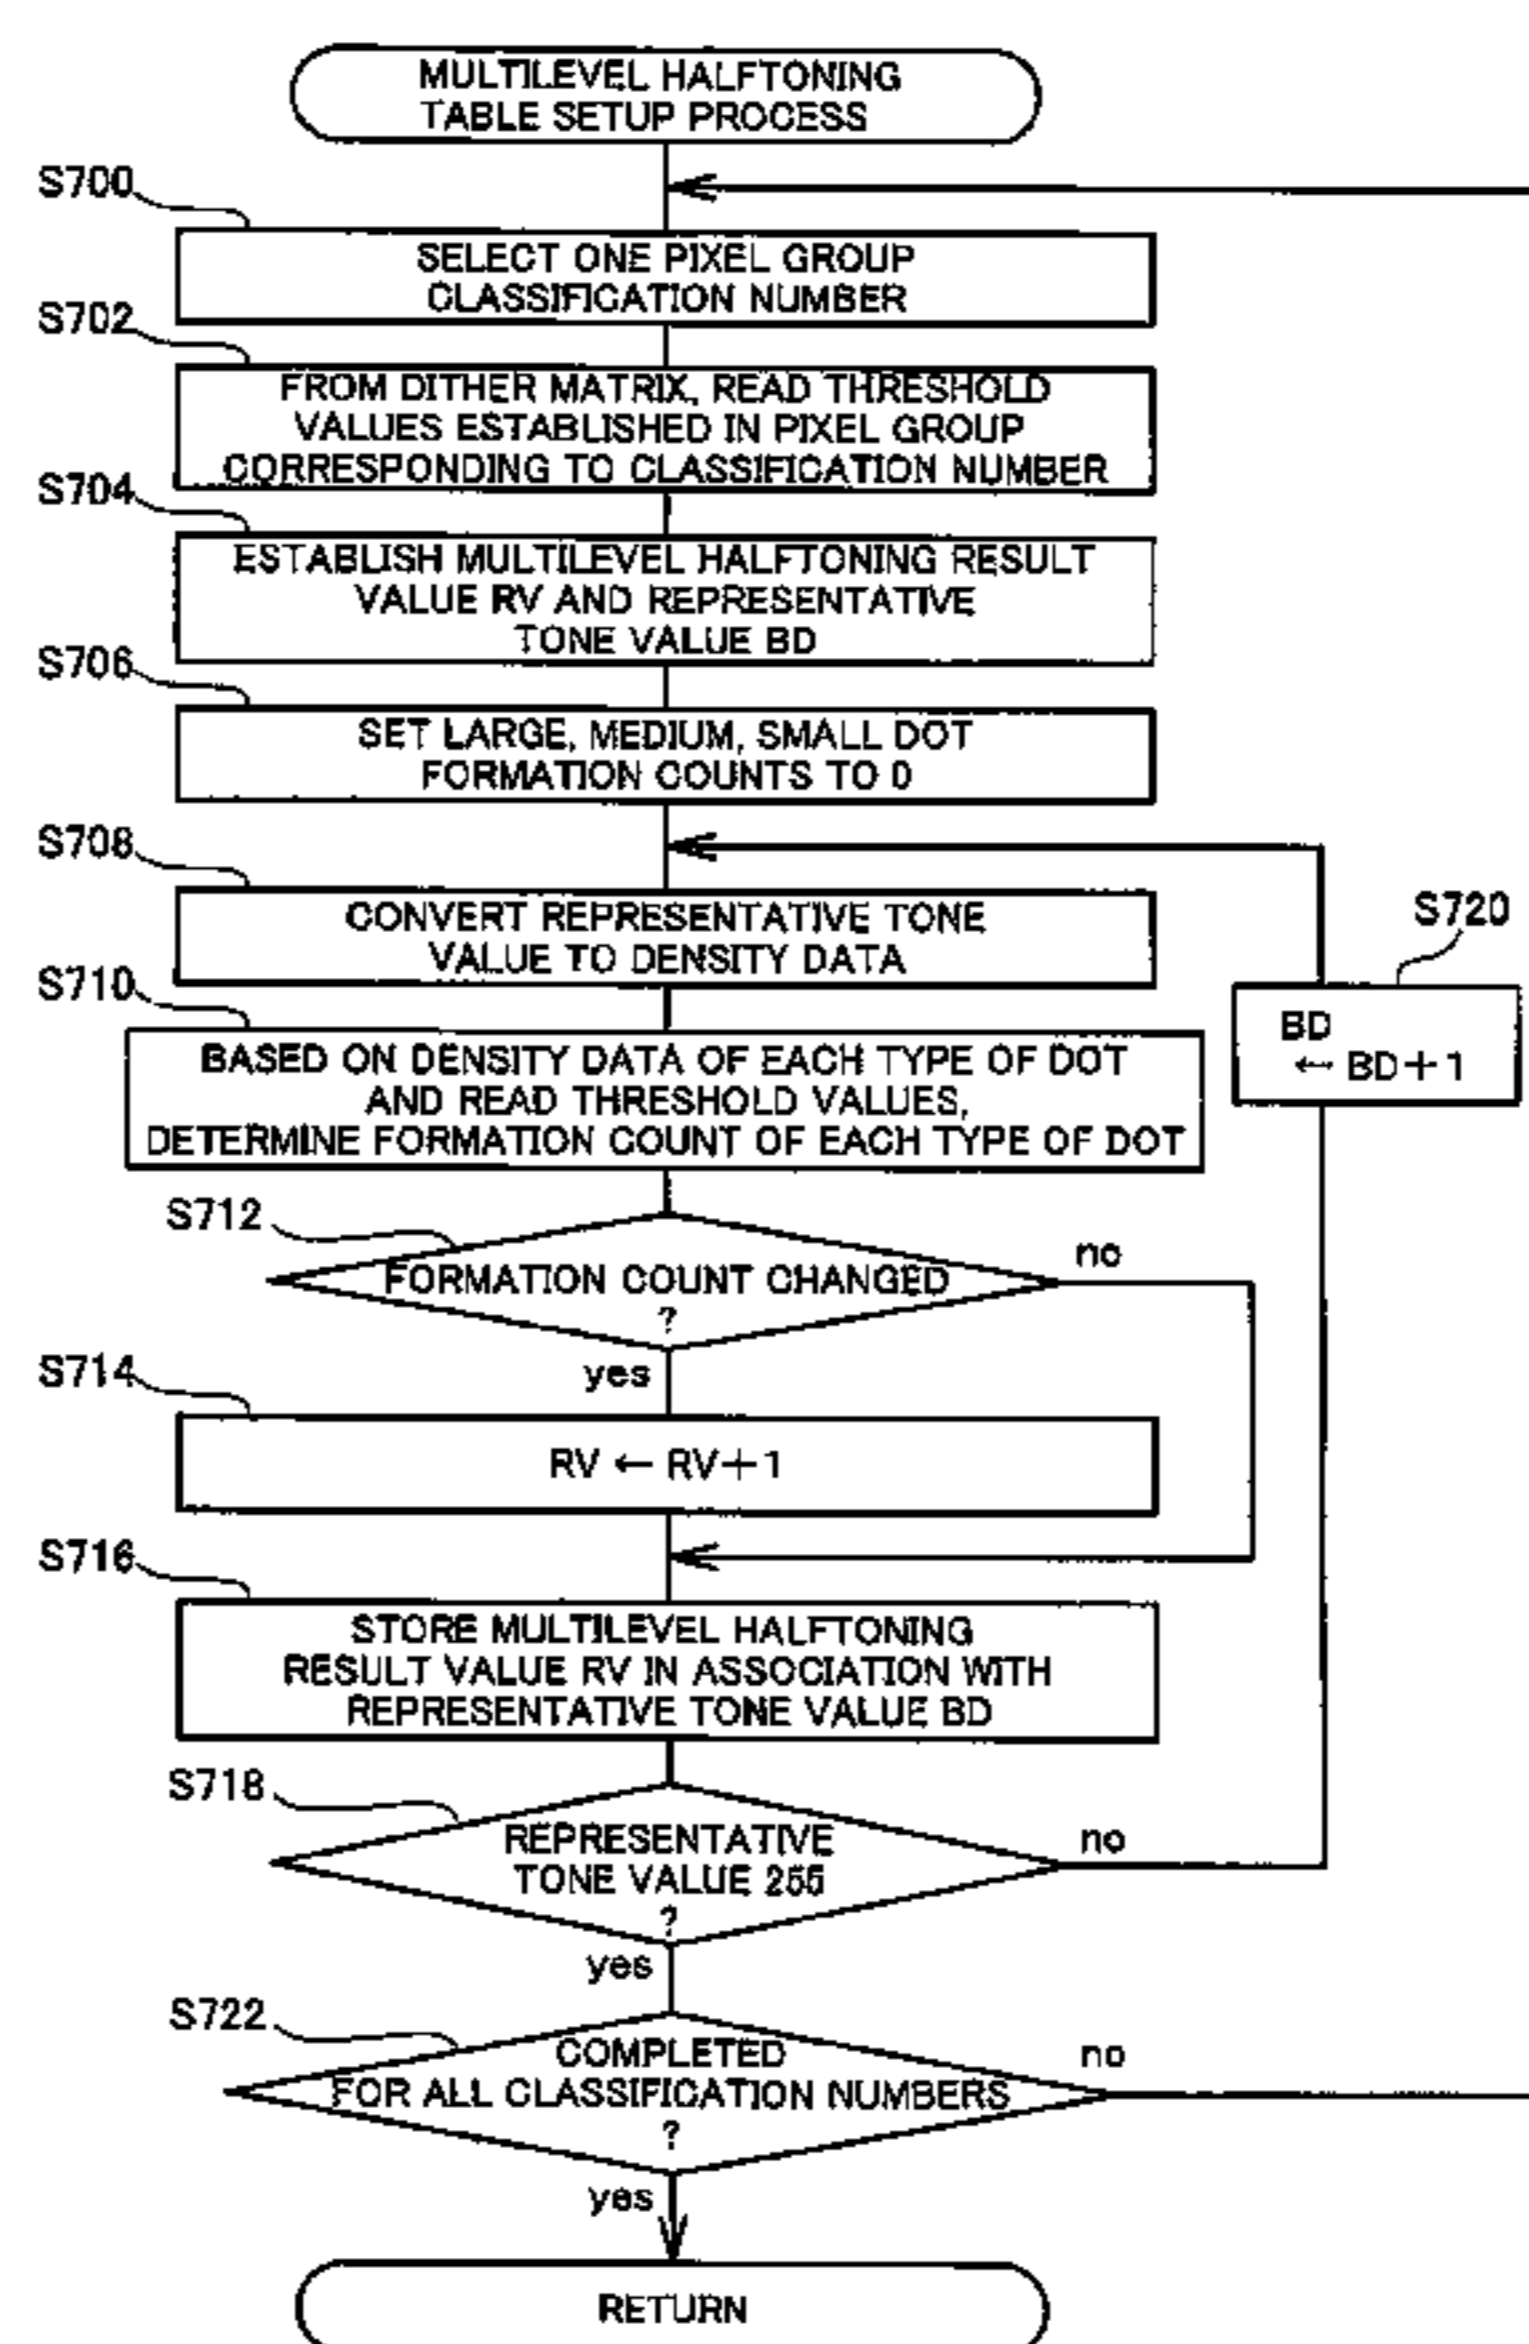 MULTILEVEL HALFTONING
TABLE SETUP PROCESS
S700
SELECT ONE PIXEL GROUP
CLASSIFICATION NUMBER
S702
FROM DITHER MATRIX, READ THRESHOLD
VALUES ESTABLISHED IN PIXEL GROUP
CORRESPONDING TO CLASSIFICATION NUMBER
S704
ESTABLISH MULTILEVEL HALFTONING RESULT
VALUE RV AND REPRESENTATIVE
TONE VALUE BD
S706
SET LARGE, MEDIUM, SMALL DOT
FORMATION COUNTS TO 0
S708
CONVERT REPRESENTATIVE TONE
VALUE TO DENSITY DATA
S720
BD
← BD+1
S710
BASED ON DENSITY DATA OF EACH TYPE OF DOT
AND READ THRESHOLD VALUES,
DETERMINE FORMATION COUNT OF EACH TYPE OF DOT
S712
FORMATION COUNT CHANGED
?
no
yes
S714
RV ← RV+1
S716
STORE MULTILEVEL HALFTONING
RESULT VALUE RV IN ASSOCIATION WITH
REPRESENTATIVE TONE VALUE BD
S718
REPRESENTATIVE
TONE VALUE 255
?
no
yes
S722
COMPLETED
FOR ALL CLASSIFICATION NUMBERS
?
no
yes
RETURN